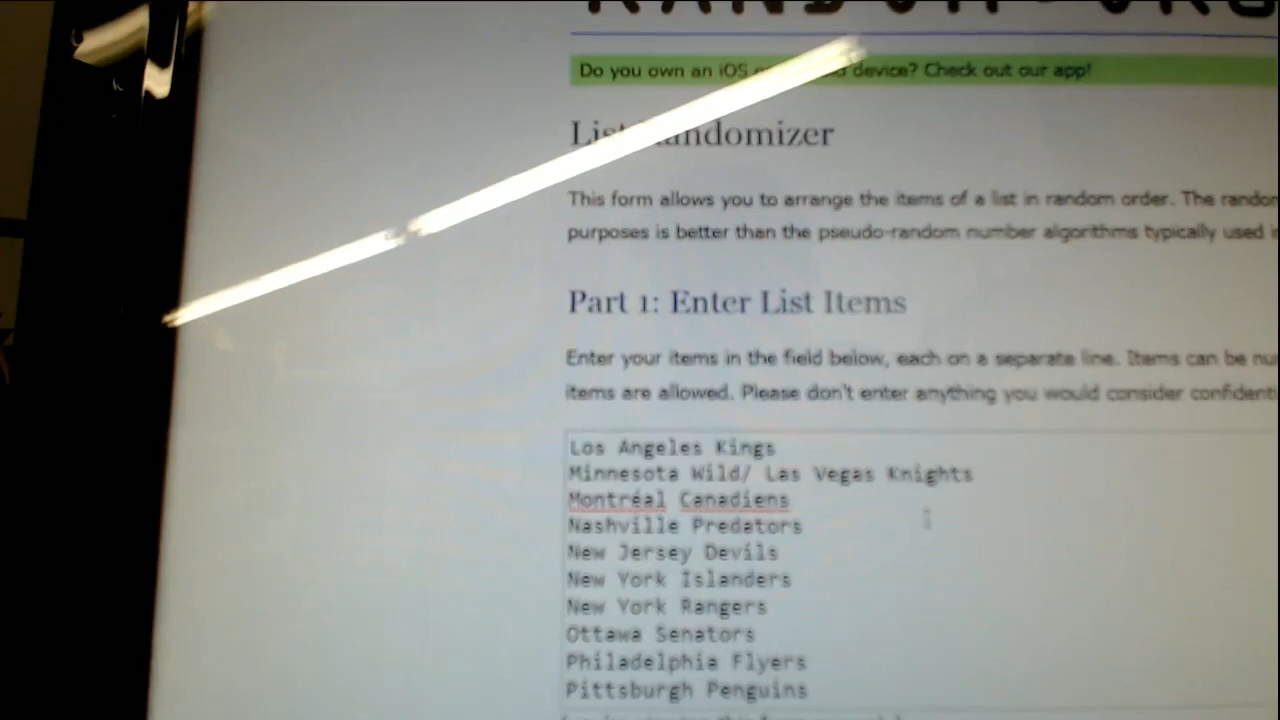 RANDOM.ORG
Do you own an iOS device? Check out our app!
List Randomizer
This form allows you to arrange the items of a list in random order. The
purposes is better than the pseudo-random number algorithms typically used
Part 1: Enter List Items
Enter your items in the field below, each on a separate line. Items can be
items are allowed. Please don't enter anything you would consider
Los Angeles Kings
Minnesota Wild/ Las Vegas Knights
Montréal Canadiens
Nashville Predators
New Jersey Devils
New York Islanders
New York Rangers
Ottawa Senators
Philadelphia Flyers
Pittsburgh Penguins